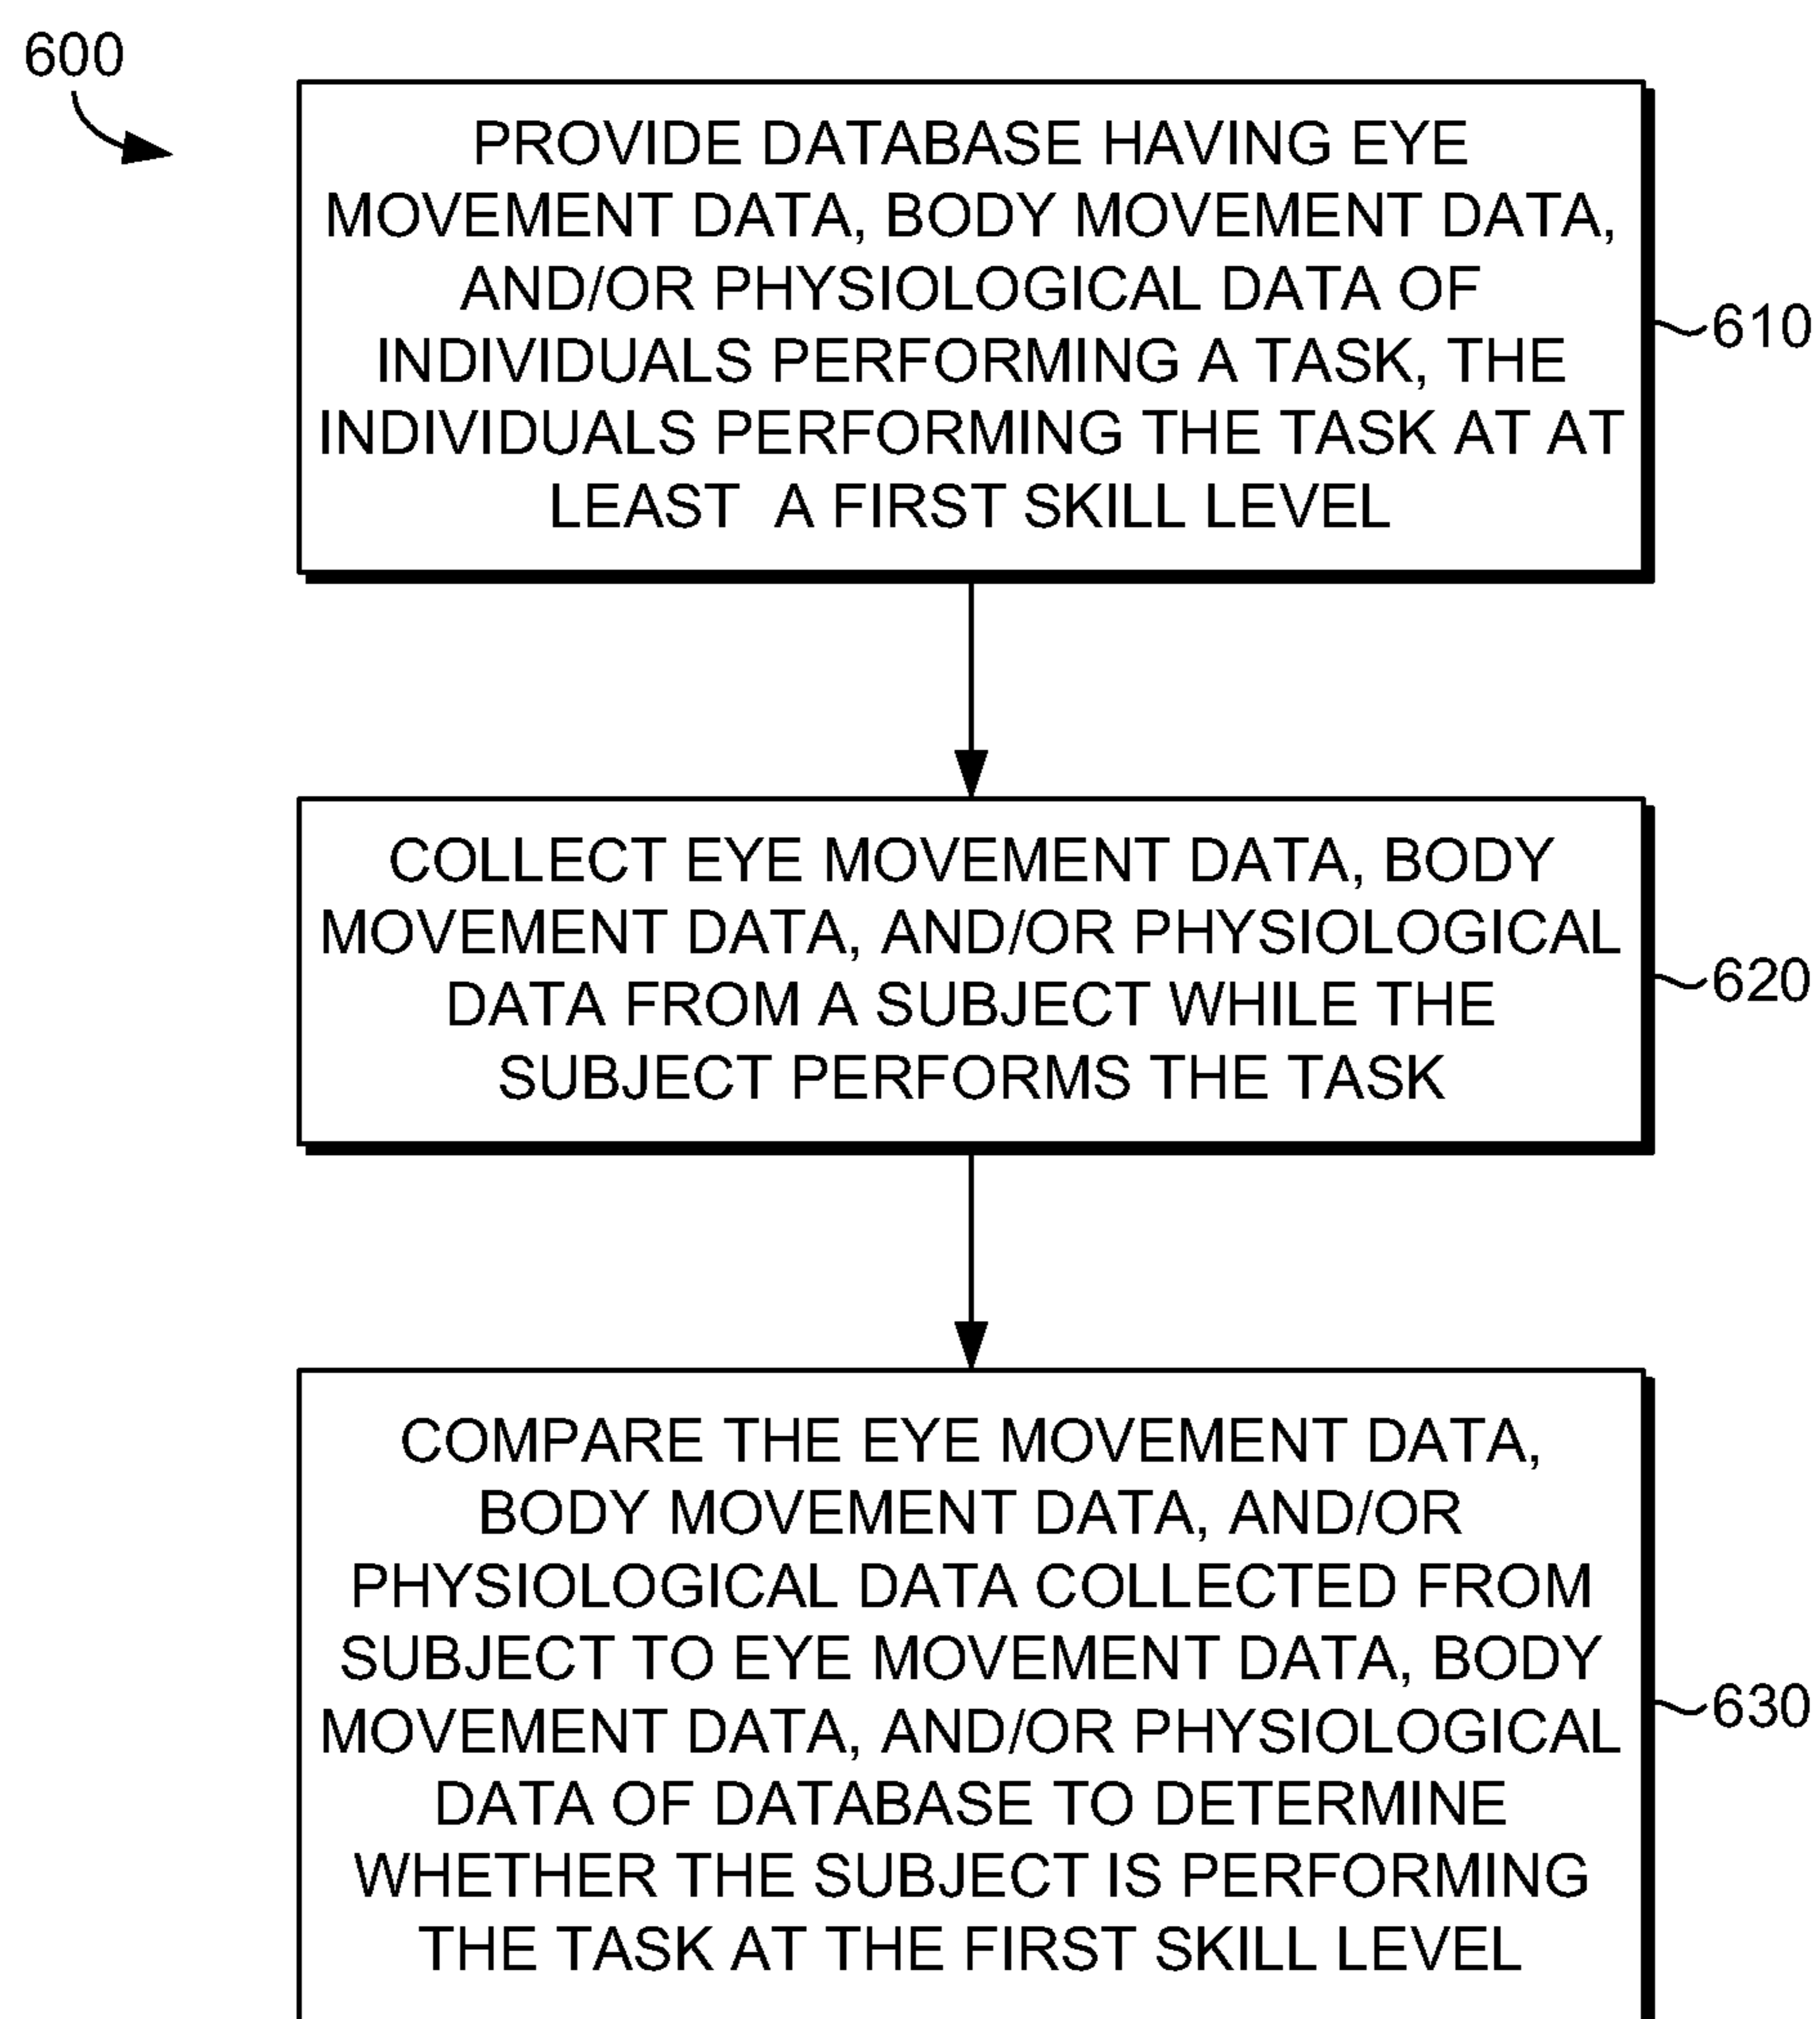 600
PROVIDE DATABASE HAVING EYE
MOVEMENT DATA, BODY MOVEMENT DATA,
AND/OR PHYSIOLOGICAL DATA OF
INDIVIDUALS PERFORMING A TASK, THE
INDIVIDUALS PERFORMING THE TASK AT AT
LEAST A FIRST SKILL LEVEL
610
COLLECT EYE MOVEMENT DATA, BODY
MOVEMENT DATA, AND/OR PHYSIOLOGICAL
DATA FROM A SUBJECT WHILE THE
SUBJECT PERFORMS THE TASK
620
COMPARE THE EYE MOVEMENT DATA,
BODY MOVEMENT DATA, AND/OR
PHYSIOLOGICAL DATA COLLECTED FROM
SUBJECT TO EYE MOVEMENT DATA, BODY
MOVEMENT DATA, AND/OR PHYSIOLOGICAL
DATA OF DATABASE TO DETERMINE
WHETHER THE SUBJECT IS PERFORMING
THE TASK AT THE FIRST SKILL LEVEL
630